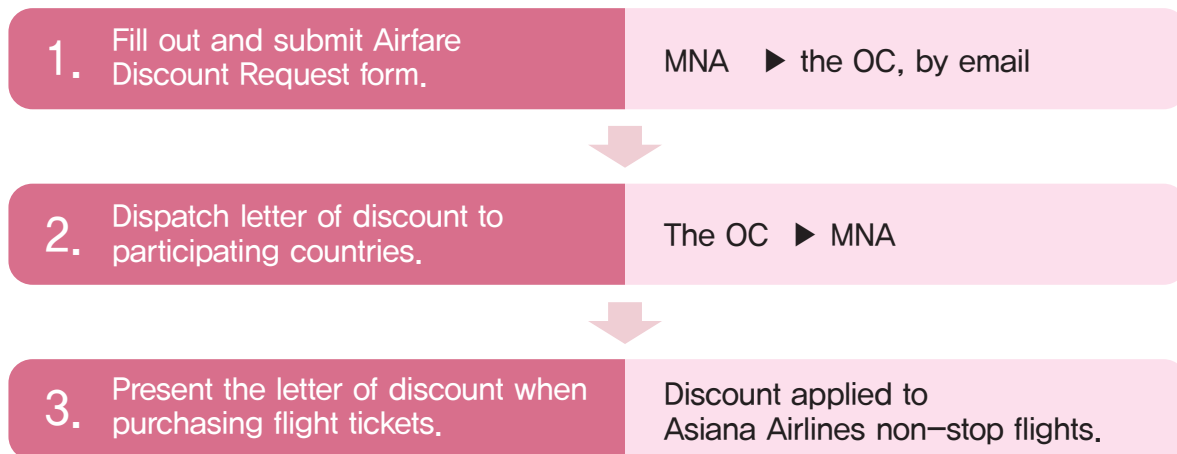 1. Fill out and submit Airfare
Discount Request form.
MNA ▶ the OC, by email
2. Dispatch letter of discount to
participating countries.
The OC ▶ MNA
3. Present the letter of discount when
purchasing flight tickets.
Discount applied to
Asiana Airlines non-stop flights.